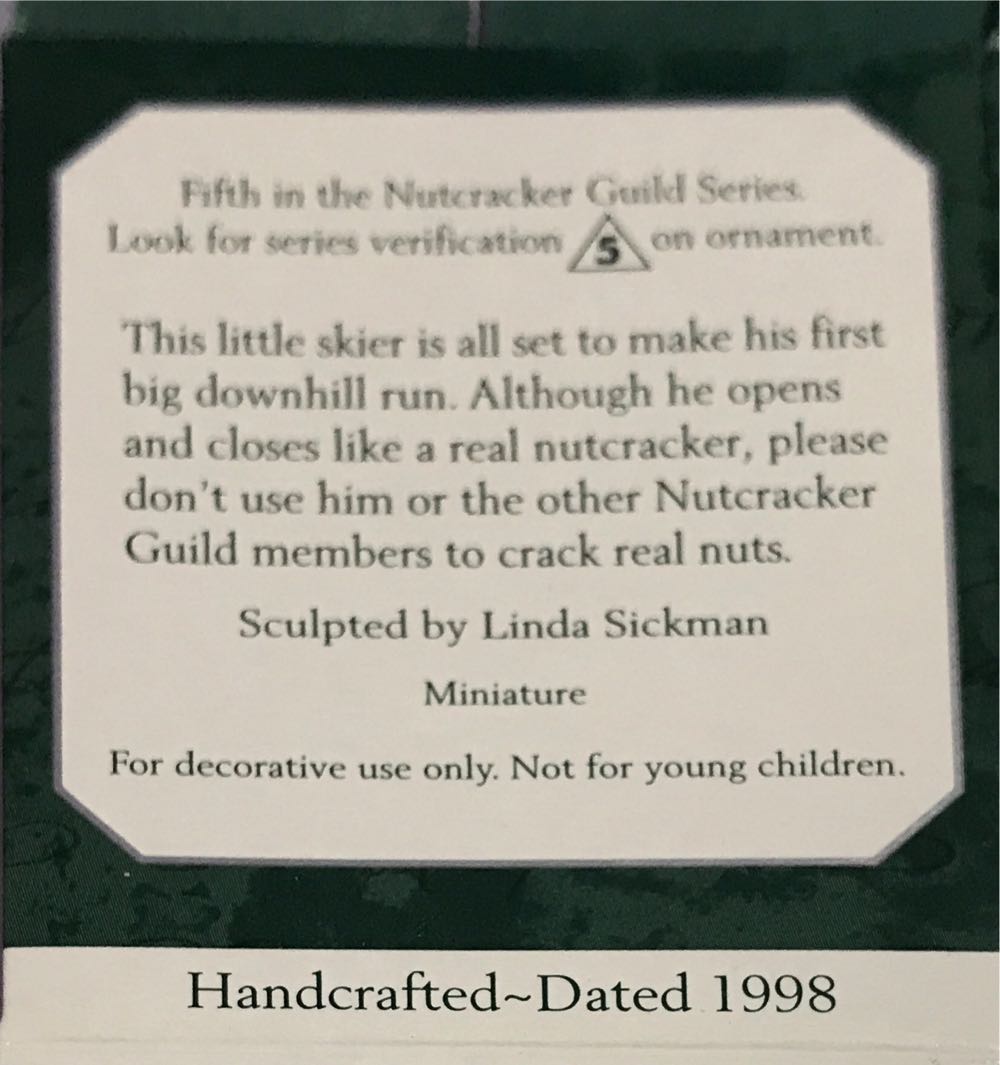 Fifth in the Nutcracker Guild Series.
Look for series verification 5 on ornament.
This little skier is all set to make his first
big downhill run. Although he opens
and closes like a real nutcracker, please
don't use him or the other Nutcracker
Guild members to crack real nuts.
Sculpted by Linda Sickman
Miniature
For decorative use only. Not for young children.
Handcrafted~Dated 1998